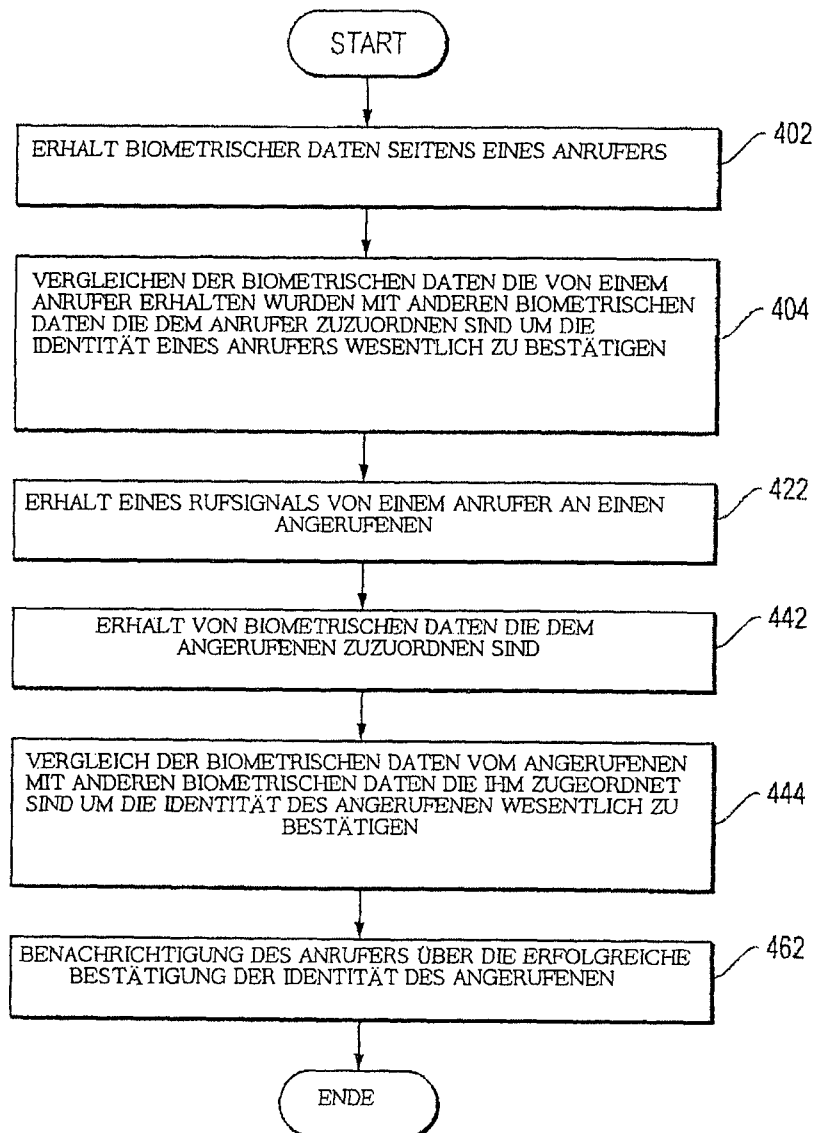 START
ERHALT BIOMETRISCHER DATEN SEITENS EINES ANRUFERS
402
VERGLEICHEN DER BIOMETRISCHEN DATEN DIE VON EINEM
ANRUFER ERHALTEN WURDEN MIT ANDEREN BIOMETRISCHEN
DATEN DIE DEM ANRUFER ZUZUORDNEN SIND UM DIE
IDENTITÄT EINES ANRUFERS WESENTLICH ZU BESTÄTIGEN
404
ERHALT EINES RUFSIGNALS VON EINEM ANRUFER AN EINEN
ANGERUFENEN
422
ERHALT VON BIOMETRISCHEN DATEN DIE DEM
ANGERUFENEN ZUZUORDNEN SIND
442
VERGLEICH DER BIOMETRISCHEN DATEN VOM ANGERUFENEN
MIT ANDEREN BIOMETRISCHEN DATEN DIE IHM ZUGEORDNET
SIND UM DIE IDENTITÄT DES ANGERUFENEN WESENTLICH ZU
BESTÄTIGEN
444
BENACHRICHTIGUNG DES ANRUFERS ÜBER DIE ERFOLGREICHE
BESTÄTIGUNG DER IDENTITÄT DES ANGERUFENEN
462
ENDE